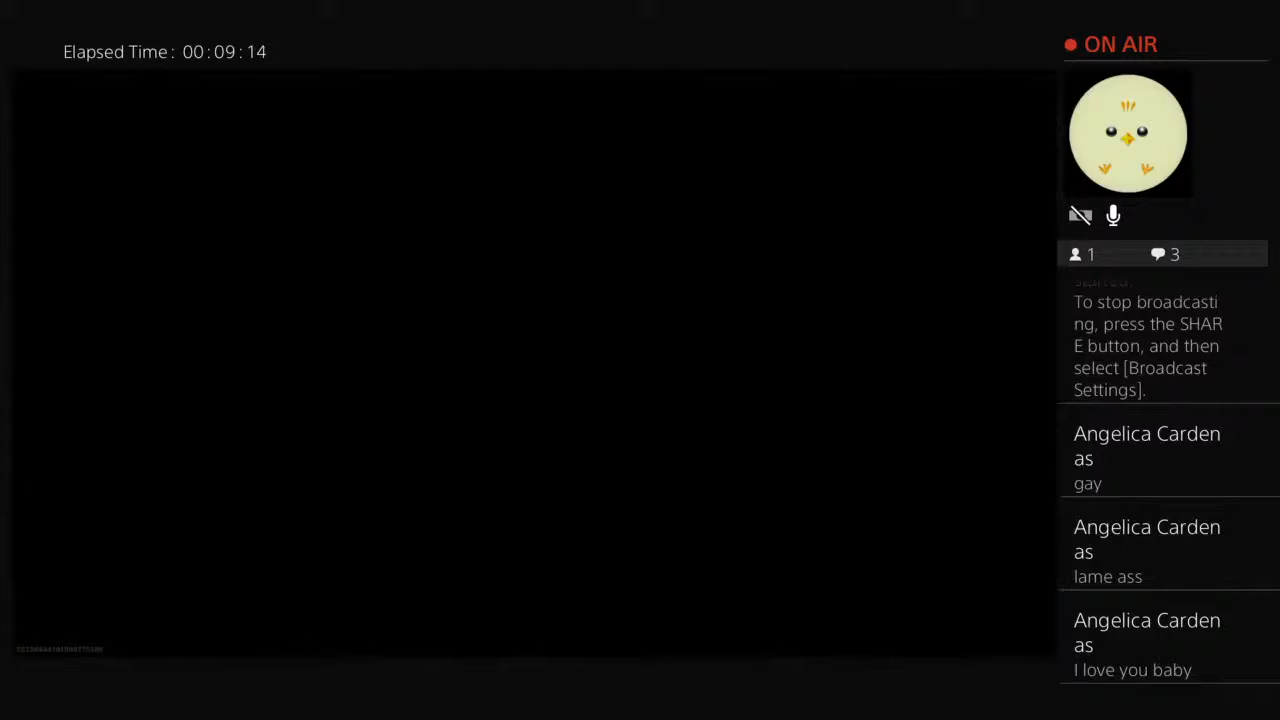 Elapsed Time: 00:09:14
ON AIR
1 3
started.
To stop broadcasti
ng, press the SHAR
E button, and then
select [Broadcast
Settings].
Angelica Carden
as
gay
Angelica Carden
as
lame ass
Angelica Carden
as
I love you baby